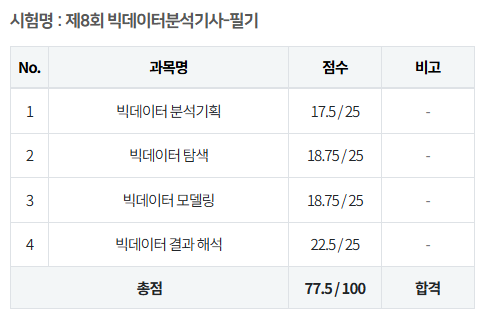 시험명 : 제8회 빅데이터분석기사-필기
No. 과목명 점수 비고
1 빅데이터 분석기획 17.5 / 25 -
2 빅데이터 탐색 18.75 / 25 -
3 빅데이터 모델링 18.75 / 25 -
4 빅데이터 결과 해석 22.5 / 25 -
총점 77.5 / 100 합격